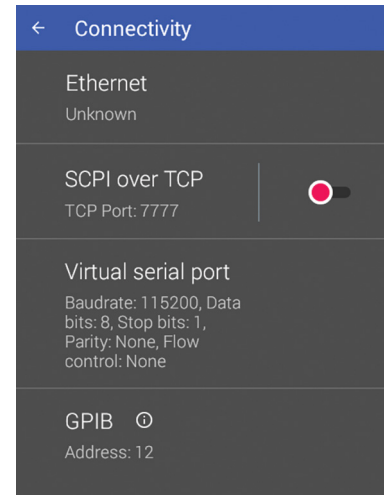 Connectivity
Ethernet
Unknown
SCPI over TCP
TCP Port: 7777
Virtual serial port
Baudrate: 115200, Data
bits: 8, Stop bits: 1,
Parity: None, Flow
control: None
GPIB
Address: 12